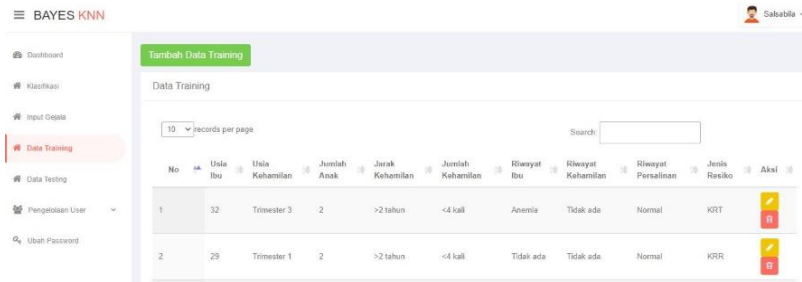 BAYES KNN
Salsabila
Dashboard
Klasifikasi
Input Gejala
Data Training
Data Testing
Pengelolaan User
Ubah Password
Tambah Data Training
Data Training
10 records per page
Search:
No Usia Ibu Usia Kehamilan Jumlah Anak Jarak Kehamilan Jumlah Kehamilan Riwayat Ibu Riwayat Kehamilan Riwayat Persalinan Jenis Resiko Aksi
1 32 Trimester 3 2 >2 tahun <4 kali Anemia Tidak ada Normal KRT
2 29 Trimester 1 2 >2 tahun <4 kali Tidak ada Tidak ada Normal KRR